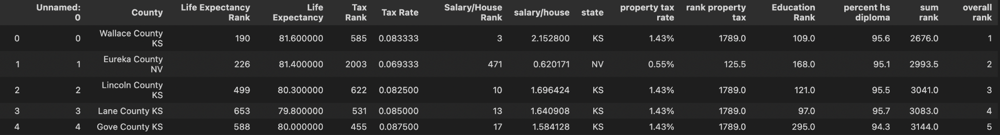 Unnamed: 0 County Life Expectancy Rank Life Expectancy Tax Rank Tax Rate Salary/House Rank salary/house state property tax rate rank property tax Education Rank percent hs diploma sum rank overall rank
0 0 Wallace County KS 190 81.600000 585 0.083333 3 2.152800 KS 1.43% 1789.0 109.0 95.6 2676.0 1
1 1 Eureka County NV 226 81.400000 2003 0.069333 471 0.620171 NV 0.55% 125.5 168.0 95.1 2993.5 2
2 2 Lincoln County KS 499 80.300000 622 0.082500 10 1.696424 KS 1.43% 1789.0 121.0 95.5 3041.0 3
3 3 Lane County KS 653 79.800000 531 0.085000 13 1.640908 KS 1.43% 1789.0 97.0 95.7 3083.0 4
4 4 Gove County KS 588 80.000000 455 0.087500 17 1.584128 KS 1.43% 1789.0 295.0 94.3 3144.0 5